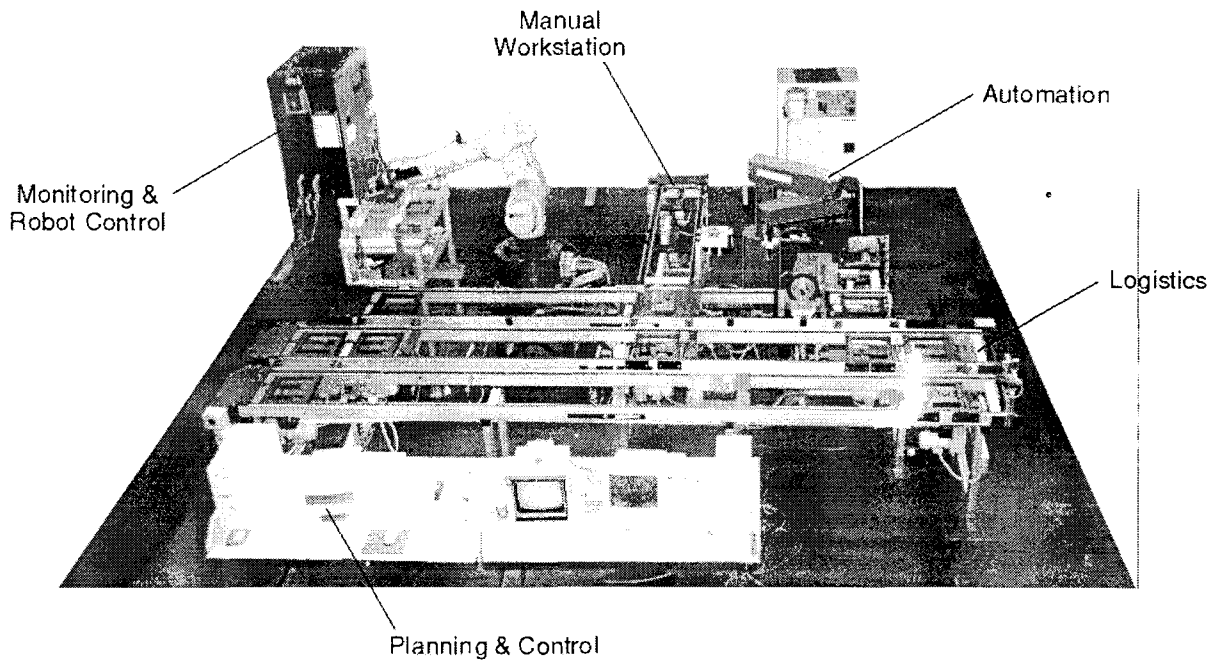 Manual
Workstation
Automation
Monitoring &
Robot Control
Logistics
Planning & Control